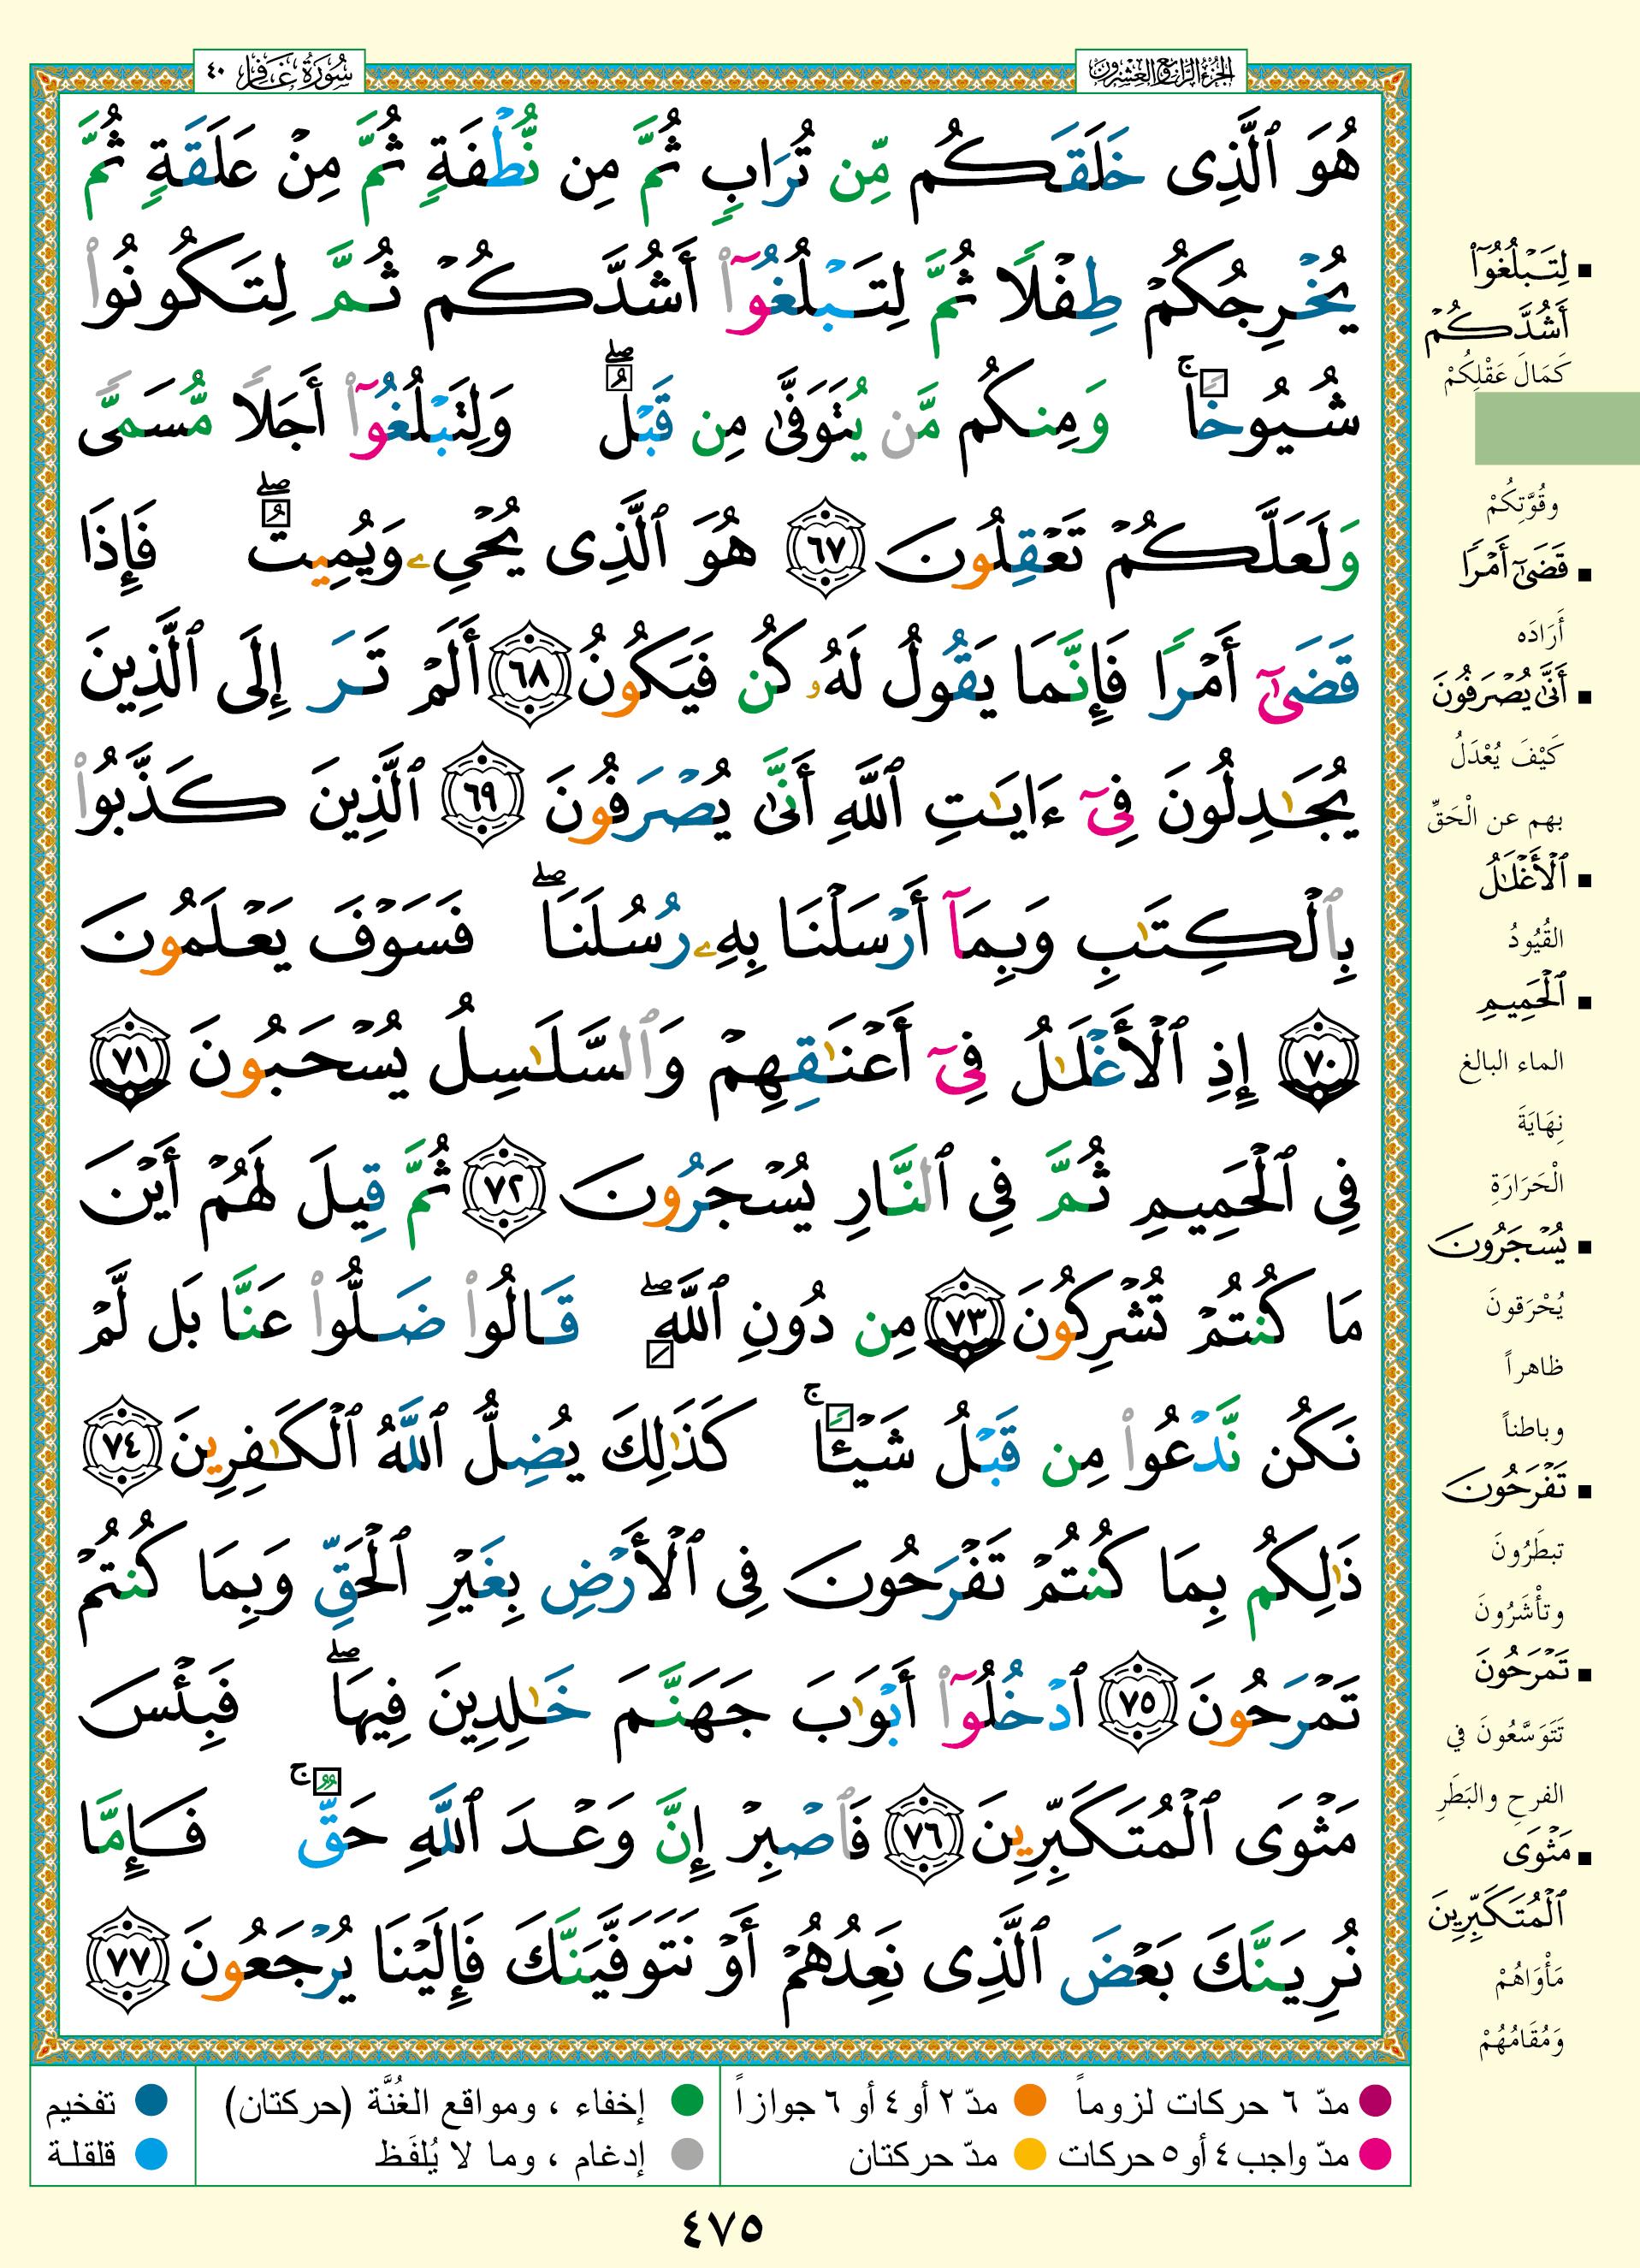 الجزء الرابع والعشرون
سورة غافر ٤٠
هُوَ ٱلَّذِى خَلَقَكُم مِّن تُرَابٍ ثُمَّ مِن نُّطْفَةٍ ثُمَّ مِنْ عَلَقَةٍ ثُمَّ
يُخْرِجُكُمْ طِفْلًا ثُمَّ لِتَبْلُغُوٓا۟ أَشُدَّكُمْ ثُمَّ لِتَكُونُوا۟
شُيُوخًا ۚ وَمِنكُم مَّن يُتَوَفَّىٰ مِن قَبْلُ ۖ وَلِتَبْلُغُوٓا۟ أَجَلًا مُّسَمًّى
وَلَعَلَّكُمْ تَعْقِلُونَ ٦٧ هُوَ ٱلَّذِى يُحْىِۦ وَيُمِيتُ ۖ فَإِذَا
قَضَىٰٓ أَمْرًا فَإِنَّمَا يَقُولُ لَهُۥ كُن فَيَكُونُ ٦٨ أَلَمْ تَرَ إِلَى ٱلَّذِينَ
يُجَـٰدِلُونَ فِىٓ ءَايَـٰتِ ٱللَّهِ أَنَّىٰ يُصْرَفُونَ ٦٩ ٱلَّذِينَ كَذَّبُوا۟
بِٱلْكِتَـٰبِ وَبِمَآ أَرْسَلْنَا بِهِۦ رُسُلَنَا ۖ فَسَوْفَ يَعْلَمُونَ
٧٠ إِذِ ٱلْأَغْلَـٰلُ فِىٓ أَعْنَـٰقِهِمْ وَٱلسَّلَـٰسِلُ يُسْحَبُونَ ٧١
فِى ٱلْحَمِيمِ ثُمَّ فِى ٱلنَّارِ يُسْجَرُونَ ٧٢ ثُمَّ قِيلَ لَهُمْ أَيْنَ
مَا كُنتُمْ تُشْرِكُونَ ٧٣ مِن دُونِ ٱللَّهِ ۖ قَالُوا۟ ضَلُّوا۟ عَنَّا بَل لَّمْ
نَكُن نَّدْعُوا۟ مِن قَبْلُ شَيْـًٔا ۚ كَذَٰلِكَ يُضِلُّ ٱللَّهُ ٱلْكَـٰفِرِينَ ٧٤
ذَٰلِكُم بِمَا كُنتُمْ تَفْرَحُونَ فِى ٱلْأَرْضِ بِغَيْرِ ٱلْحَقِّ وَبِمَا كُنتُمْ
تَمْرَحُونَ ٧٥ ٱدْخُلُوٓا۟ أَبْوَٰبَ جَهَنَّمَ خَـٰلِدِينَ فِيهَا ۖ فَبِئْسَ
مَثْوَى ٱلْمُتَكَبِّرِينَ ٧٦ فَٱصْبِرْ إِنَّ وَعْدَ ٱللَّهِ حَقٌّ ۚ فَإِمَّا
نُرِيَنَّكَ بَعْضَ ٱلَّذِى نَعِدُهُمْ أَوْ نَتَوَفَّيَنَّكَ فَإِلَيْنَا يُرْجَعُونَ ٧٧
▪ لِتَبْلُغُوٓا۟
أَشُدَّكُمْ
كَمَالَ عَقْلِكُمْ
وقُوَّتِكُمْ
▪ قَضَىٰٓ أَمْرًا
أَرَادَه
▪ أَنَّىٰ يُصْرَفُونَ
كَيْفَ يُعْدَلُ
بهم عن الْحَقِّ
▪ ٱلْأَغْلَـٰلُ
القُيُودُ
▪ ٱلْحَمِيمِ
الماء البالغ
نِهَايَةَ
الْحَرَارَةِ
▪ يُسْجَرُونَ
يُحْرَقونَ
ظاهراً
وباطناً
▪ تَفْرَحُونَ
تبطَرُونَ
وتأْشَرُونَ
▪ تَمْرَحُونَ
تَتَوَسَّعُونَ في
الفرحِ والبَطَرِ
▪ مَثْوَى
ٱلْمُتَكَبِّرِينَ
مَأْوَاهُمْ
وَمُقَامُهُمْ
مدّ ٦ حركات لزوماً مدّ ٢ أو ٤ أو ٦ جوازاً
مدّ واجب ٤ أو ٥ حركات مدّ حركتان
إخفاء ، ومواقع الغُنَّة (حركتان)
إدغام ، وما لا يُلفَظ
تفخيم
قلقلة
٤٧٥